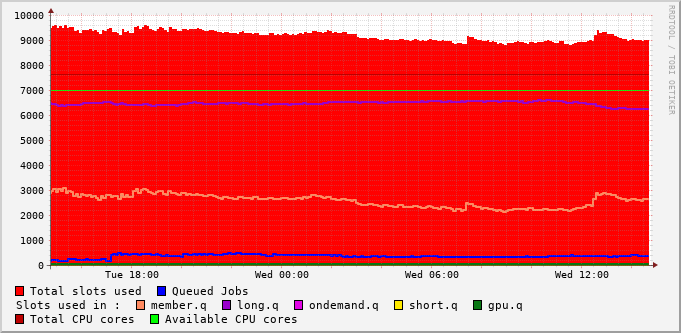 10000
9000
8000
7000
6000
5000
4000
3000
2000
1000
0
Tue 18:00 Wed 00:00 Wed 06:00 Wed 12:00
Total slots used Queued Jobs
Slots used in : member.q long.q ondemand.q short.q gpu.q
Total CPU cores Available CPU cores
RRDTOOL / TOBI OETIKER